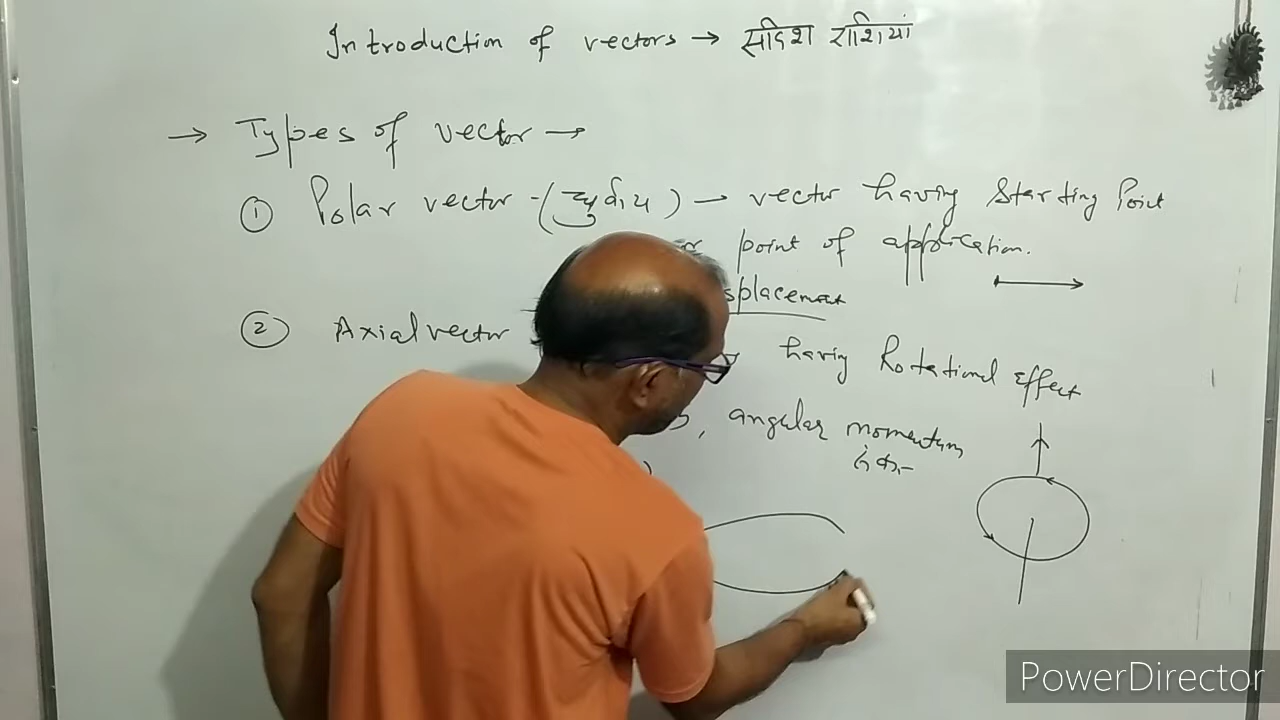 Introduction of vectors → सदिश राशियां
→ Types of vector →
① Polar vector - ( ) → vector having starting Point
or point of application.
splacement
② Axial vector having Rotational Effect
, angular momentum
PowerDirector